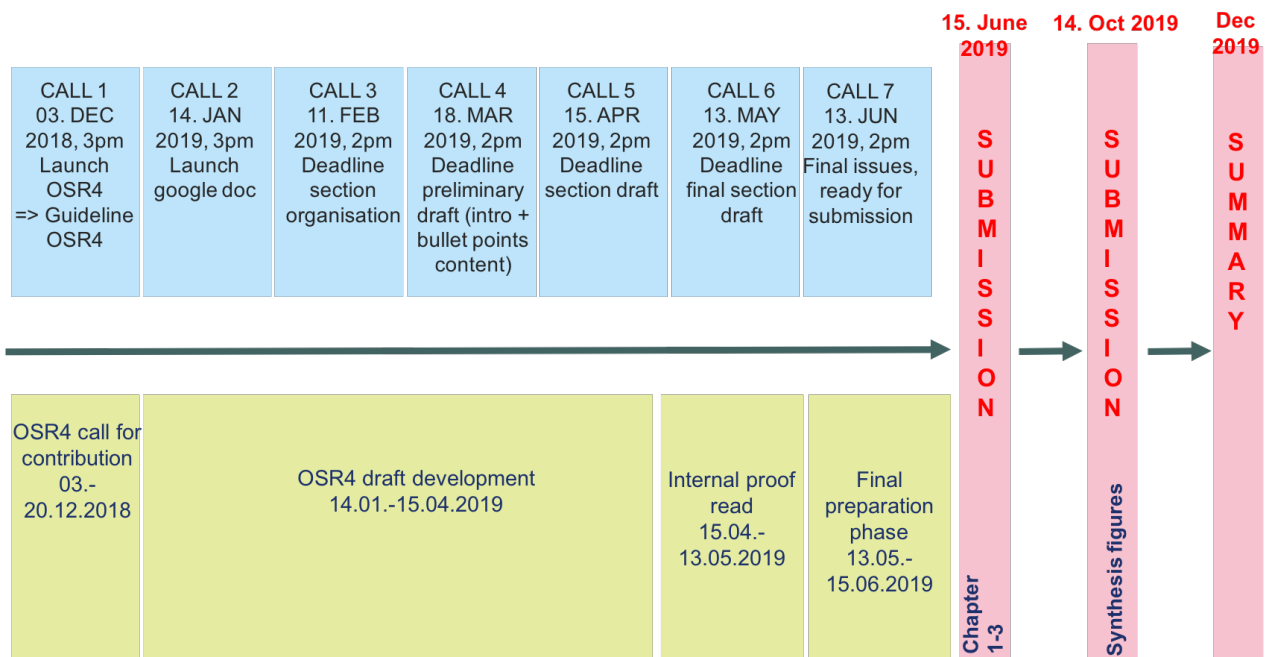 15. June
2019
14. Oct 2019
Dec
2019
CALL 1
03. DEC
2018, 3pm
Launch
OSR4
=> Guideline
OSR4
CALL 2
14. JAN
2019, 3pm
Launch
google doc
CALL 3
11. FEB
2019, 2pm
Deadline
section
organisation
CALL 4
18. MAR
2019, 2pm
Deadline
preliminary
draft (intro +
bullet points
content)
CALL 5
15. APR
2019, 2pm
Deadline
section draft
CALL 6
13. MAY
2019, 2pm
Deadline
final section
draft
CALL 7
13. JUN
2019, 2pm
Final issues,
ready for
submission
SUBMISSION
SUBMISSION
SUMMARY
OSR4 call for
contribution
03.-
20.12.2018
OSR4 draft development
14.01.-15.04.2019
Internal proof
read
15.04.-
13.05.2019
Final
preparation
phase
13.05.-
15.06.2019
Chapter
1-3
Synthesis figures